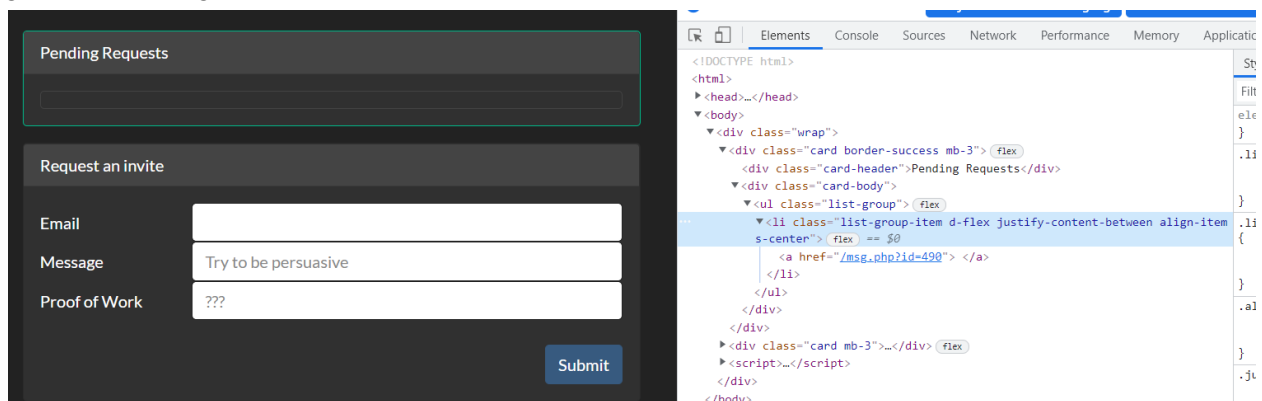 Pending Requests
Request an invite
Email
Message
Try to be persuasive
Proof of Work
???
Submit
Elements Console Sources Network Performance Memory
<!DOCTYPE html>
<html>
▶<head>…</head>
▼<body>
▼<div class="wrap">
▼<div class="card border-success mb-3"> flex
<div class="card-header">Pending Requests</div>
▼<div class="card-body">
▼<ul class="list-group"> flex
… ▼<li class="list-group-item d-flex justify-content-between align-item
s-center"> flex == $0
<a href="/msg.php?id=490"> </a>
</li>
</ul>
</div>
</div>
▶<div class="card mb-3">…</div> flex
▶<script>…</script>
</div>
</body>
}
.li
}
.li
{
}
.al
}
.ju